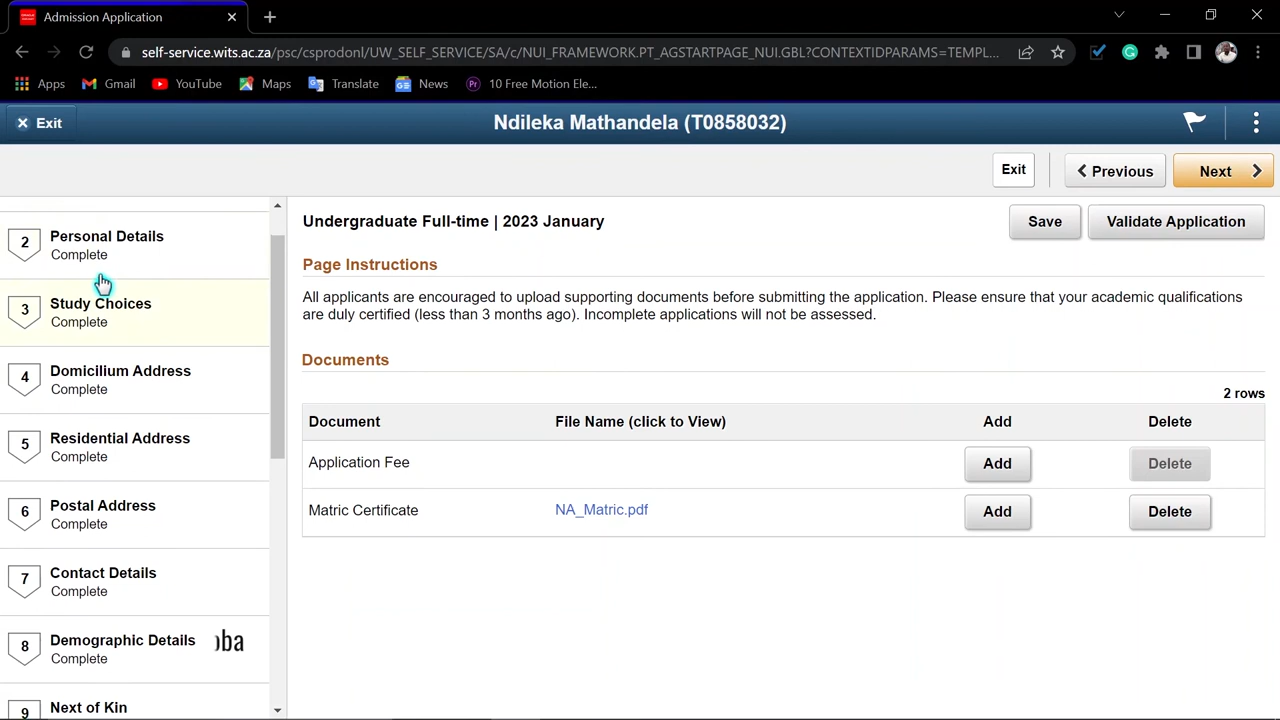 Admission Application
self-service.wits.ac.za/psc/csprodonl/UW_SELF_SERVICE/SA/c/NUI_FRAMEWORK.PT_AGSTARTPAGE_NUI.GBL?CONTEXTIDPARAMS=TEMPL...
Apps Gmail YouTube Maps Translate News Pr 10 Free Motion Ele...
Exit Ndileka Mathandela (T0858032)
Exit Previous Next
2 Personal Details
Complete
3 Study Choices
Complete
4 Domicilium Address
Complete
5 Residential Address
Complete
6 Postal Address
Complete
7 Contact Details
Complete
8 Demographic Details
Complete
9 Next of Kin
Undergraduate Full-time | 2023 January
Save Validate Application
Page Instructions
All applicants are encouraged to upload supporting documents before submitting the application. Please ensure that your academic qualifications
are duly certified (less than 3 months ago). Incomplete applications will not be assessed.
Documents
2 rows
Document File Name (click to View) Add Delete
Application Fee Add Delete
Matric Certificate NA_Matric.pdf Add Delete